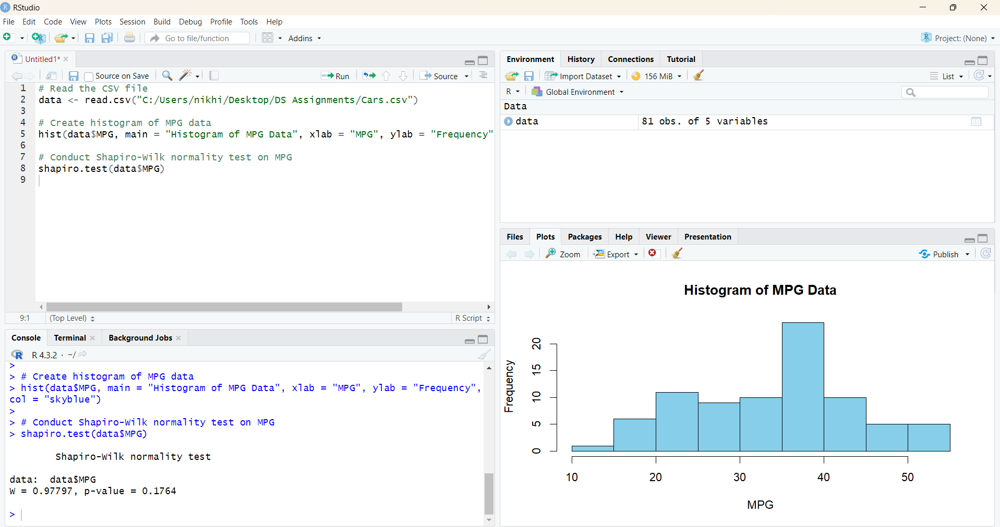 RStudio
File Edit Code View Plots Session Build Debug Profile Tools Help
Go to file/function Addins Project: (None)
Untitled1*
Source on Save Run Source
1 # Read the CSV file
2 data <- read.csv("C:/Users/nikhi/Desktop/DS Assignments/Cars.csv")
3
4 # Create histogram of MPG data
5 hist(data$MPG, main = "Histogram of MPG Data", xlab = "MPG", ylab = "Frequency"
6
7 # Conduct Shapiro-Wilk normality test on MPG
8 shapiro.test(data$MPG)
9
9:1 (Top Level) R Script
Console Terminal Background Jobs
R 4.3.2 · ~/
>
> # Create histogram of MPG data
> hist(data$MPG, main = "Histogram of MPG Data", xlab = "MPG", ylab = "Frequency",
col = "skyblue")
>
> # Conduct Shapiro-Wilk normality test on MPG
> shapiro.test(data$MPG)
Shapiro-Wilk normality test
data: data$MPG
W = 0.97797, p-value = 0.1764
>
Environment History Connections Tutorial
Import Dataset 156 MiB List
R Global Environment
Data
data 81 obs. of 5 variables
Files Plots Packages Help Viewer Presentation
Zoom Export Publish
Histogram of MPG Data
Frequency
20
15
10
5
0
10 20 30 40 50
MPG